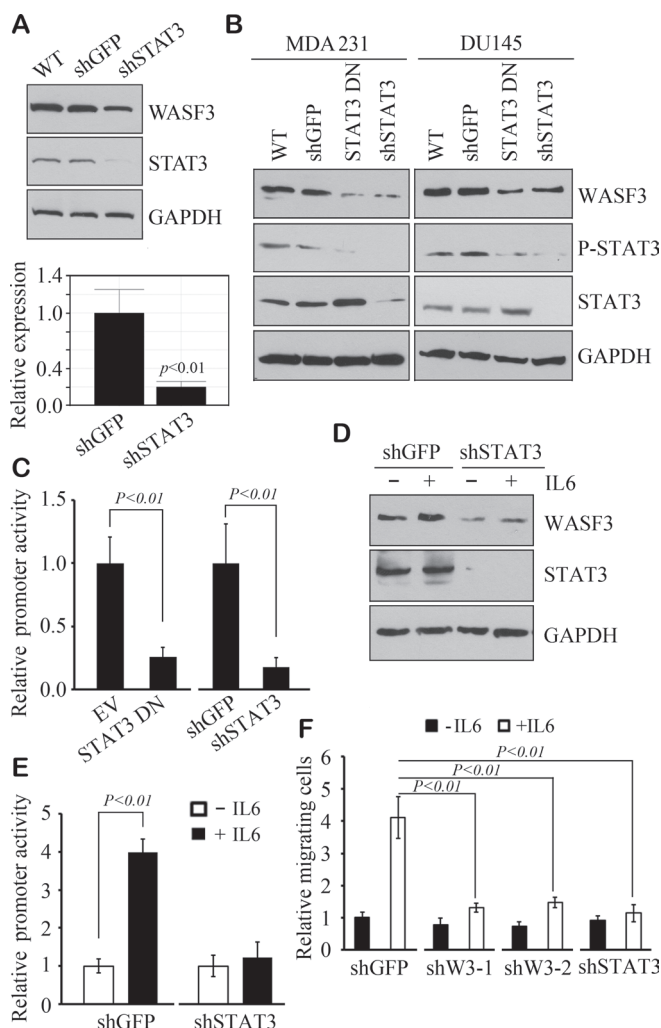 A
WT shGFP shSTAT3
WASF3
STAT3
GAPDH
Relative expression
1.4
1.0
0.4
0.0
p<0.01
shGFP shSTAT3
B
MDA 231 DU145
WT shGFP STAT3 DN shSTAT3 WT shGFP STAT3 DN shSTAT3
WASF3
P-STAT3
STAT3
GAPDH
C
Relative promoter activity
1.5
1.0
0.5
0.0
P<0.01 P<0.01
EV STAT3 DN shGFP shSTAT3
D
shGFP shSTAT3
– + – + IL6
WASF3
STAT3
GAPDH
E
Relative promoter activity
6
4
2
0
P<0.01
– IL6
+ IL6
shGFP shSTAT3
F
-IL6 +IL6
Relative migrating cells
6
5
4
3
2
1
0
P<0.01
P<0.01
P<0.01
shGFP shW3-1 shW3-2 shSTAT3